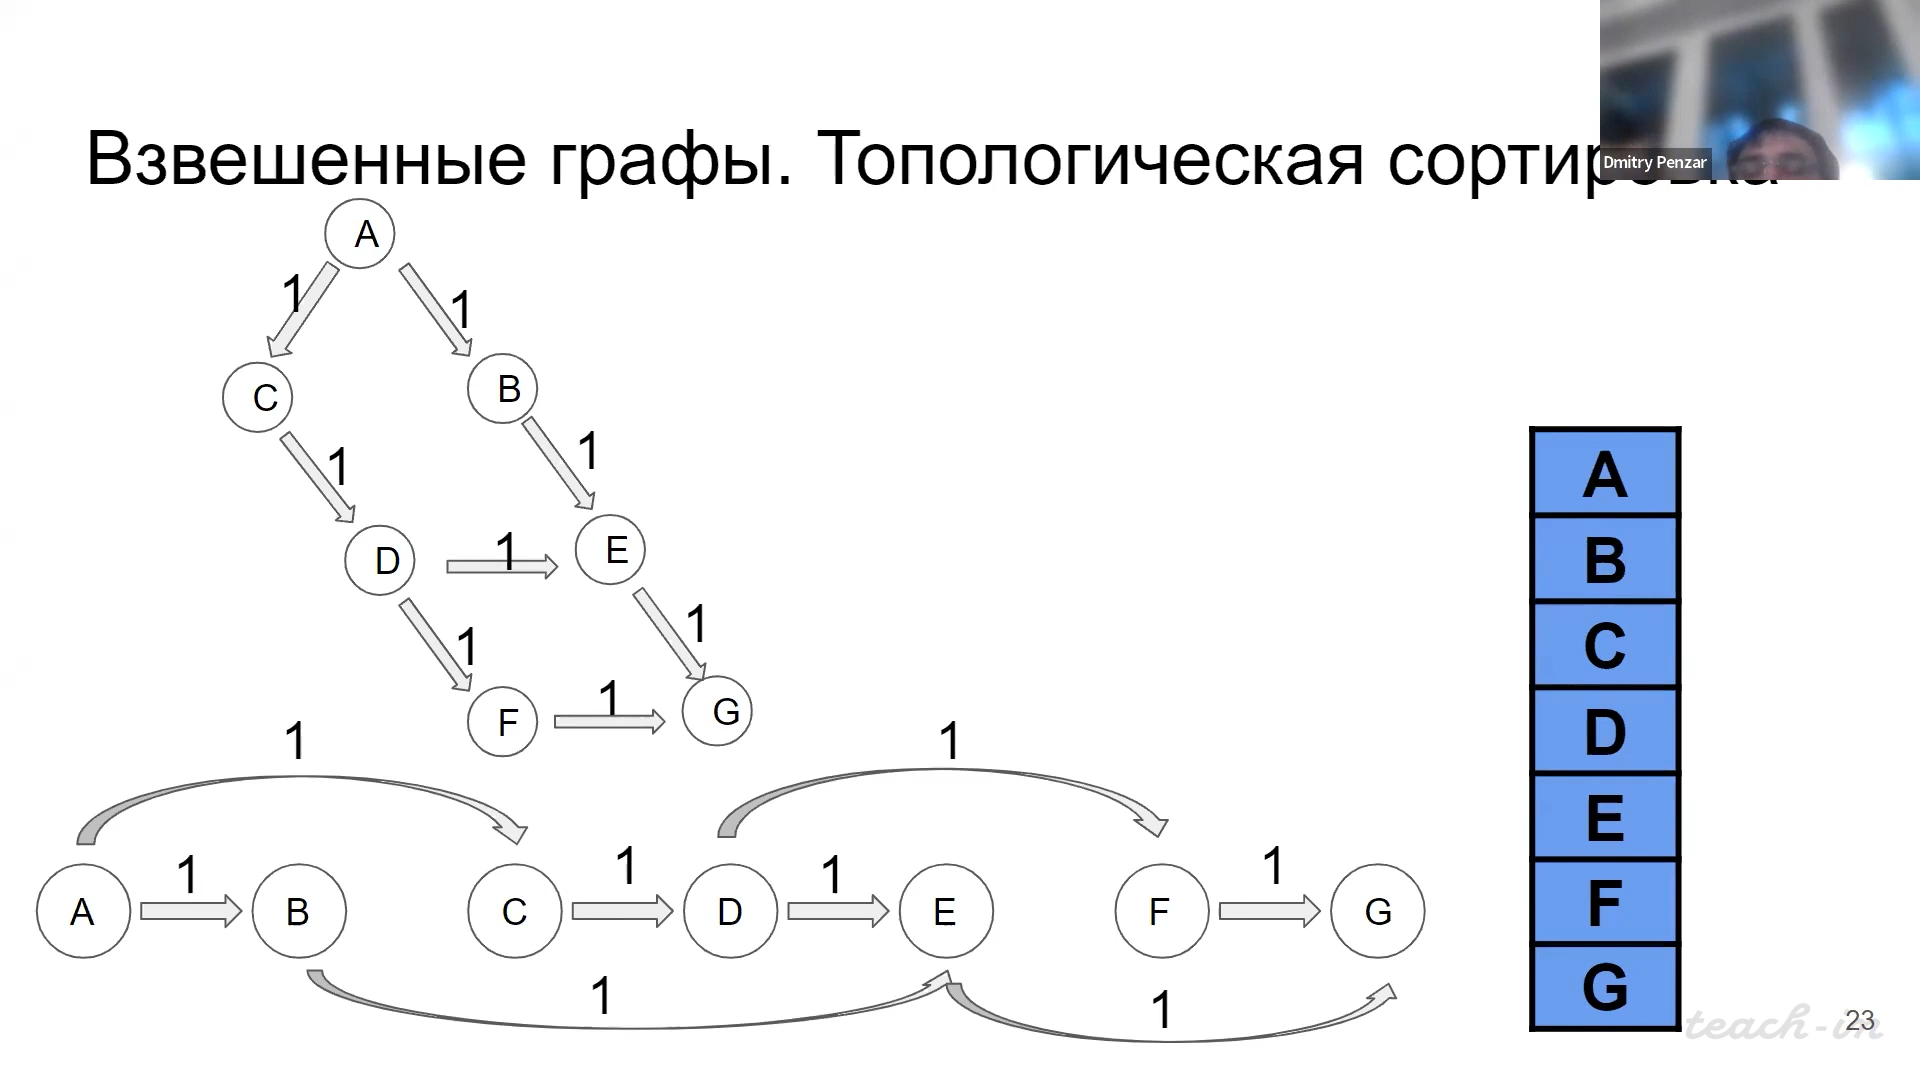 Dmitry Penzar
Взвешенные графы. Топологическая сортировка
A
1
1
C
B
1
1
D
1
E
1
1
F
1
G
1
1
A
1
B
C
1
D
1
E
F
1
G
1
1
A
B
C
D
E
F
G
teach-in
23